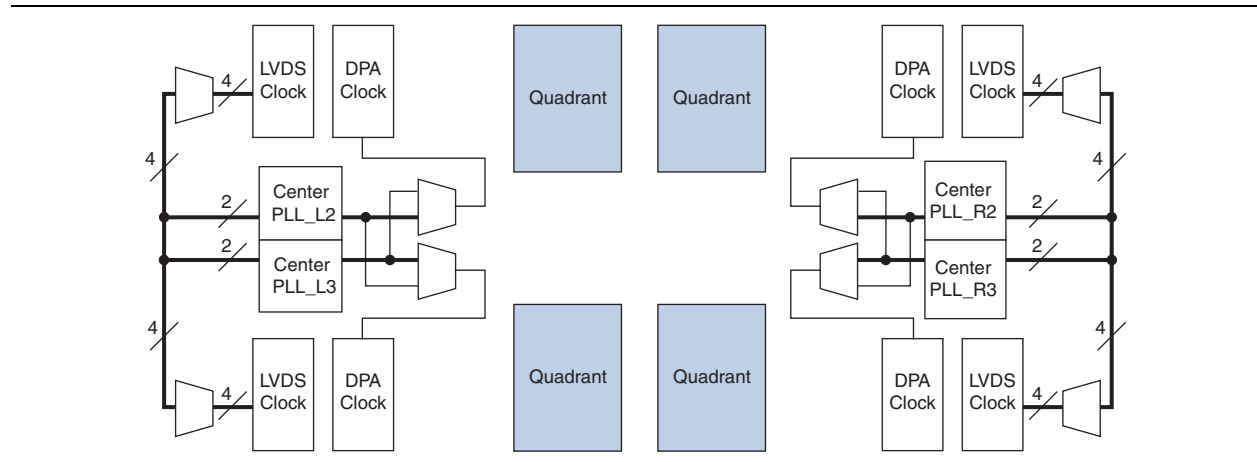 4
LVDS
Clock
DPA
Clock
Quadrant
Quadrant
DPA
Clock
LVDS
Clock
4
4
2
Center
PLL_L2
Center
PLL_R2
2
4
2
Center
PLL_L3
Center
PLL_R3
2
4
4
4
LVDS
Clock
DPA
Clock
Quadrant
Quadrant
DPA
Clock
LVDS
Clock
4